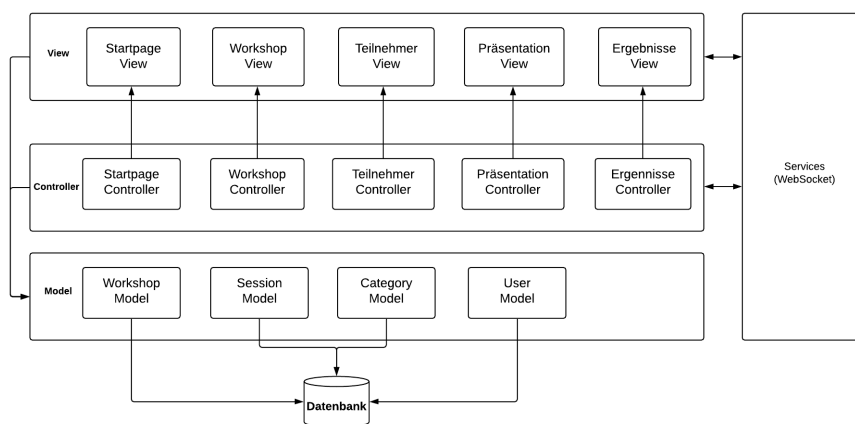 View
Startpage
View
Workshop
View
Teilnehmer
View
Präsentation
View
Ergebnisse
View
Controller
Startpage
Controller
Workshop
Controller
Teilnehmer
Controller
Präsentation
Controller
Ergennisse
Controller
Services
(WebSocket)
Model
Workshop
Model
Session
Model
Category
Model
User
Model
Datenbank